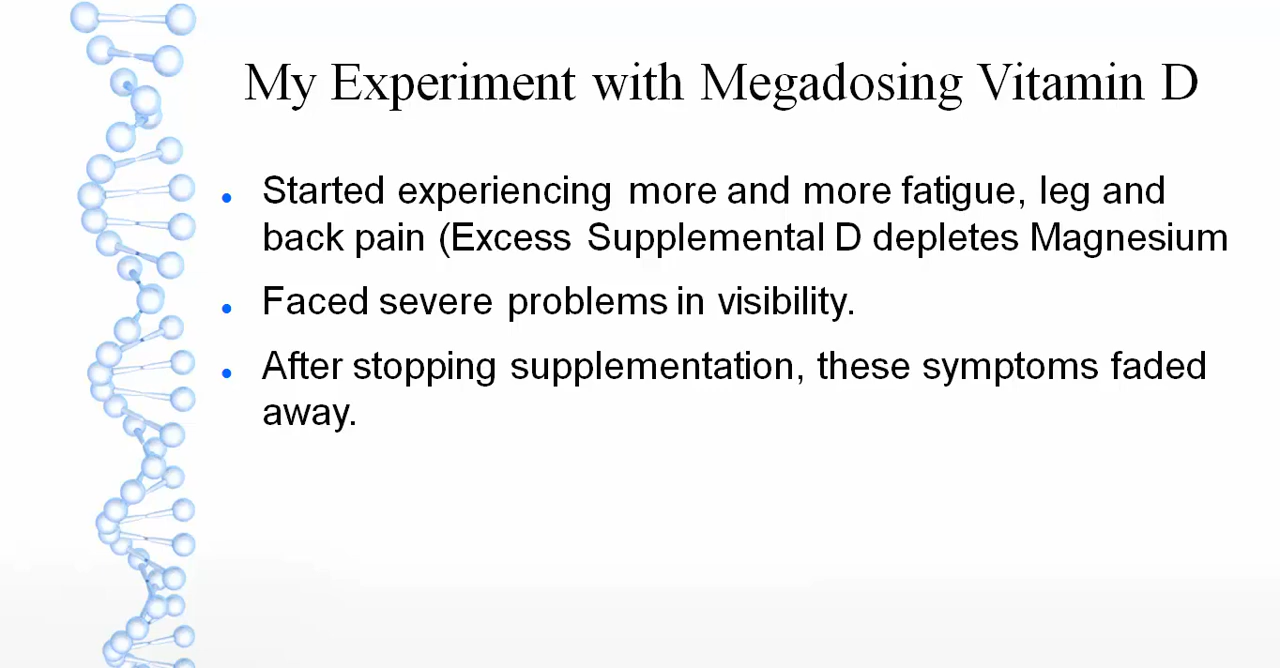 My Experiment with Megadosing Vitamin D
Started experiencing more and more fatigue, leg and
back pain (Excess Supplemental D depletes Magnesium
Faced severe problems in visibility.
After stopping supplementation, these symptoms faded
away.